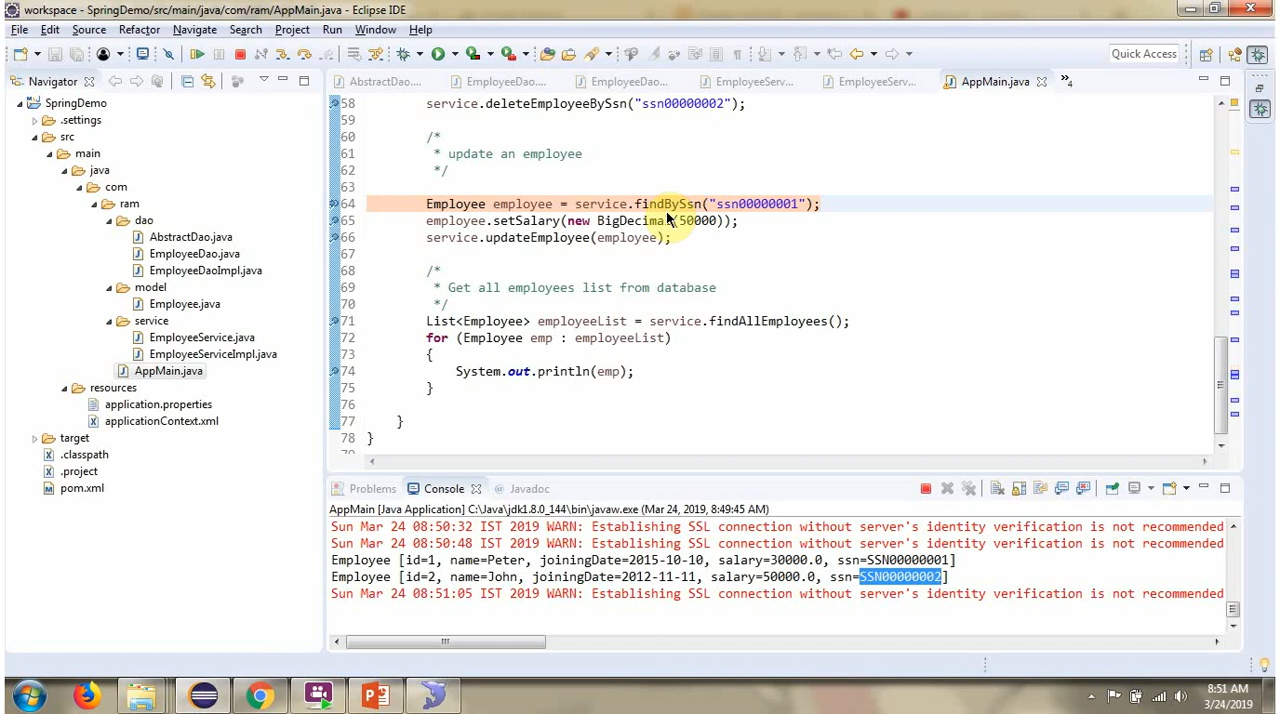 workspace - SpringDemo/src/main/java/com/ram/AppMain.java - Eclipse IDE
File Edit Source Refactor Navigate Search Project Run Window Help
Quick Access
Navigator
AbstractDao.... EmployeeDao.... EmployeeDao... EmployeeServ... EmployeeServ... AppMain.java
SpringDemo
.settings
src
main
java
com
ram
dao
AbstractDao.java
EmployeeDao.java
EmployeeDaoImpl.java
model
Employee.java
service
EmployeeService.java
EmployeeServiceImpl.java
AppMain.java
resources
application.properties
applicationContext.xml
target
.classpath
.project
pom.xml
58 service.deleteEmployeeBySsn("ssn00000002");
59
60 /*
61 * update an employee
62 */
63
64 Employee employee = service.findBySsn("ssn00000001");
65 employee.setSalary(new BigDecimal(50000));
66 service.updateEmployee(employee);
67
68 /*
69 * Get all employees list from database
70 */
71 List<Employee> employeeList = service.findAllEmployees();
72 for (Employee emp : employeeList)
73 {
74 System.out.println(emp);
75 }
76
77 }
78 }
Problems Console Javadoc
AppMain [Java Application] C:\Java\jdk1.8.0_144\bin\javaw.exe (Mar 24, 2019, 8:49:45 AM)
Sun Mar 24 08:50:32 IST 2019 WARN: Establishing SSL connection without server's identity verification is not recommended
Sun Mar 24 08:50:48 IST 2019 WARN: Establishing SSL connection without server's identity verification is not recommended
Employee [id=1, name=Peter, joiningDate=2015-10-10, salary=30000.0, ssn=SSN00000001]
Employee [id=2, name=John, joiningDate=2012-11-11, salary=50000.0, ssn=SSN00000002]
Sun Mar 24 08:51:05 IST 2019 WARN: Establishing SSL connection without server's identity verification is not recommended
8:51 AM
3/24/2019